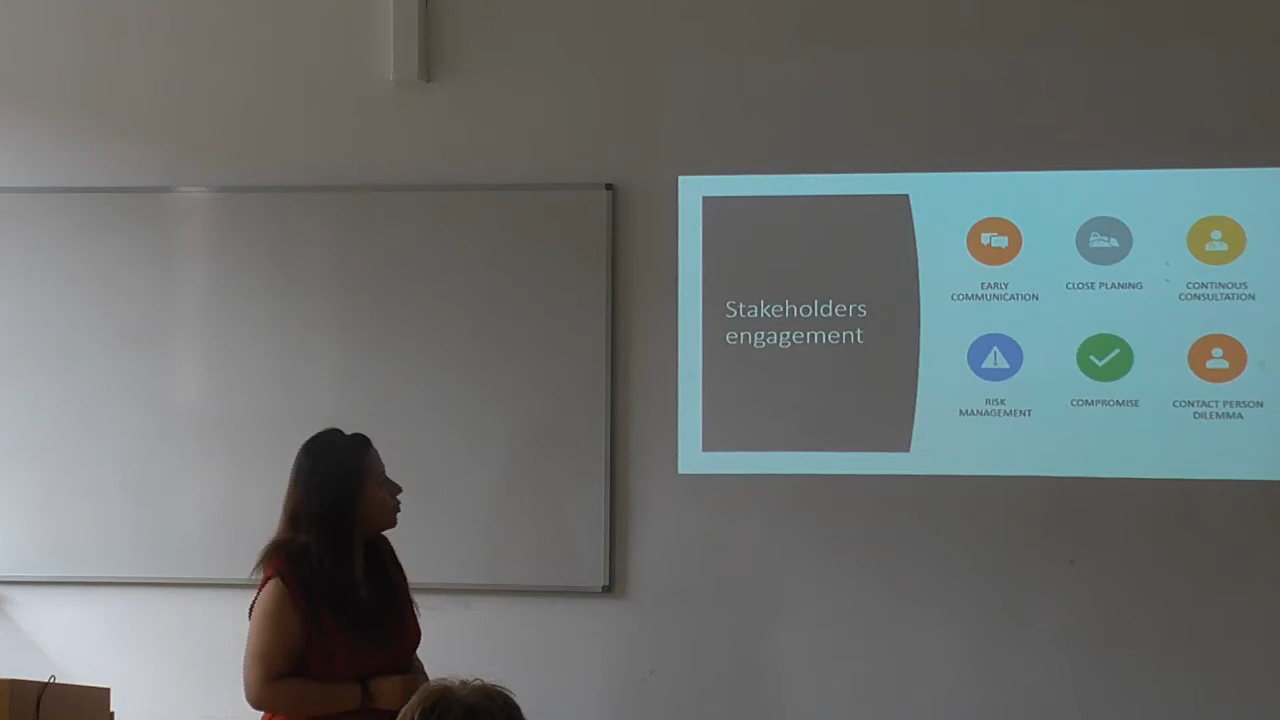 Stakeholders
engagement
EARLY
COMMUNICATION
CLOSE PLANING
CONTINOUS
CONSULTATION
RISK
MANAGEMENT
COMPROMISE
CONTACT PERSON
DILEMMA